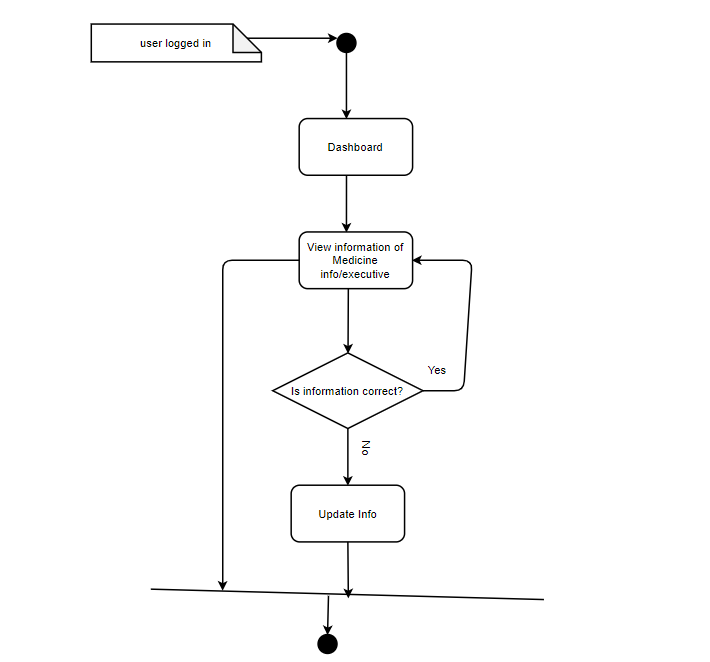 user logged in
Dashboard
View information of
Medicine
info/executive
Yes
Is information correct?
No
Update Info